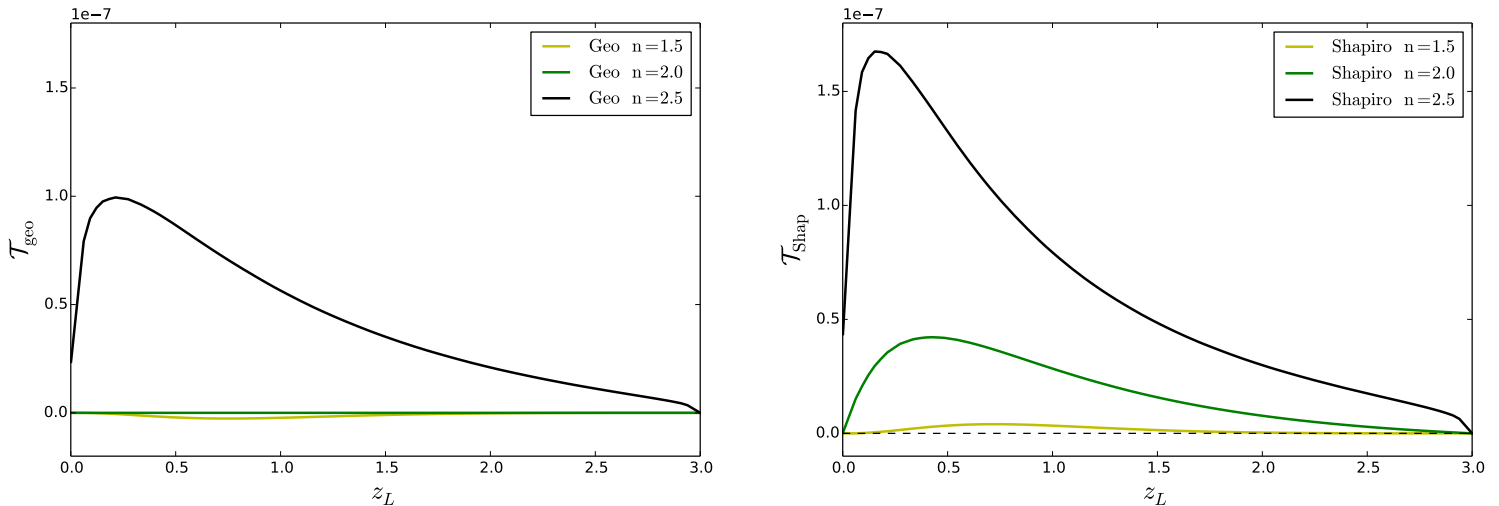 1e−7
Geo n=1.5
Geo n=2.0
Geo n=2.5
1.5
1.0
0.5
0.0
𝒯geo
0.0 0.5 1.0 1.5 2.0 2.5 3.0
z_L
1e−7
Shapiro n=1.5
Shapiro n=2.0
Shapiro n=2.5
1.5
1.0
0.5
0.0
𝒯Shap
0.0 0.5 1.0 1.5 2.0 2.5 3.0
z_L